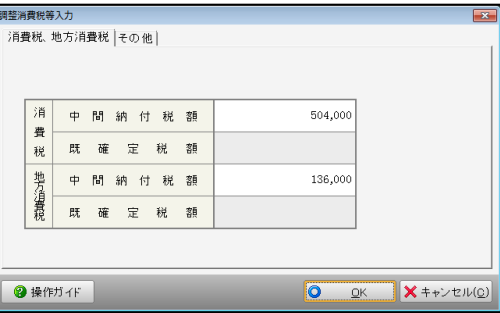 調整消費税等入力
消費税、地方消費税 その他
消費税 中間納付税額 504,000
既確定税額
地方消費税 中間納付税額 136,000
既確定税額
操作ガイド OK キャンセル(C)